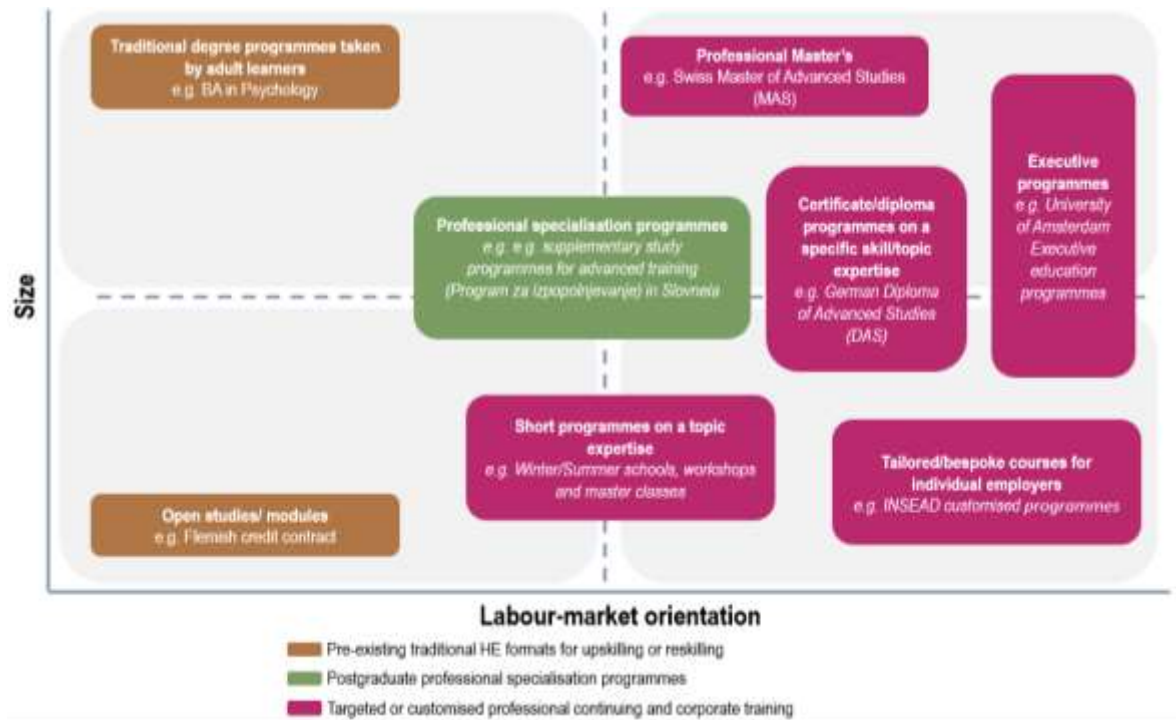 Traditional degree programmes taken
by adult learners
e.g. BA in Psychology
Professional Master's
e.g. Swiss Master of Advanced Studies
(MAS)
Executive
programmes
e.g. University
of Amsterdam
Executive
education
programmes
Certificate/diploma
programmes on a
specific skill/topic
expertise
e.g. German Diploma
of Advanced Studies
(DAS)
Professional specialisation programmes
e.g. e.g. supplementary study
programmes for advanced training
(Program za izpopolnjevanje) in Slovneia
Size
Short programmes on a topic
expertise
e.g. Winter/Summer schools, workshops
and master classes
Tailored/bespoke courses for
individual employers
e.g. INSEAD customised programmes
Open studies/ modules
e.g. Flemish credit contract
Labour-market orientation
Pre-existing traditional HE formats for upskilling or reskilling
Postgraduate professional specialisation programmes
Targeted or customised professional continuing and corporate training